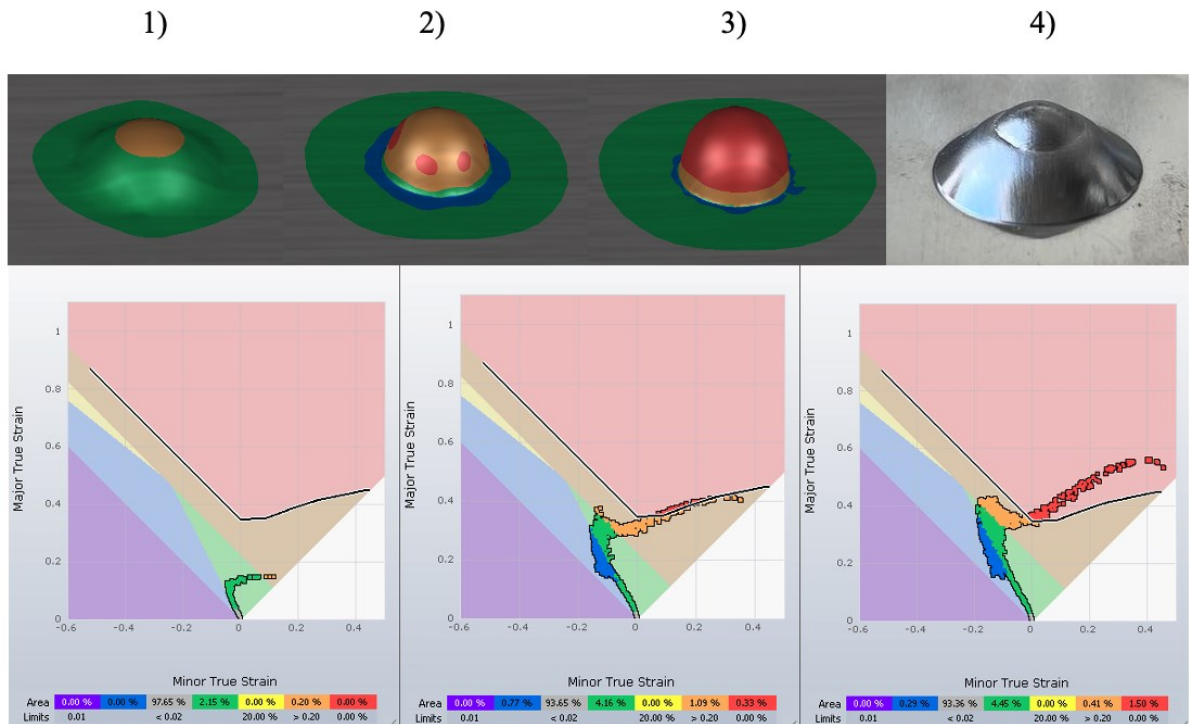 1) 2) 3) 4)
1 1 1
0.8 0.8 0.8
0.6 0.6 0.6
Major True Strain Major True Strain Major True Strain
0.4 0.4 0.4
0.2 0.2 0.2
0 0 0
-0.6 -0.4 -0.2 0 0.2 0.4 -0.6 -0.4 -0.2 0 0.2 0.4 -0.6 -0.4 -0.2 0 0.2 0.4
Minor True Strain Minor True Strain Minor True Strain
Area 0.00 % 0.00 % 97.65 % 2.15 % 0.00 % 0.20 % 0.00 % Area 0.00 % 0.77 % 93.65 % 4.16 % 0.00 % 1.09 % 0.33 % Area 0.00 % 0.29 % 93.36 % 4.45 % 0.00 % 0.41 % 1.50 %
Limits 0.01 < 0.02 20.00 % > 0.20 0.00 % Limits 0.01 < 0.02 20.00 % > 0.20 0.00 % Limits 0.01 < 0.02 20.00 % > 0.20 0.00 %